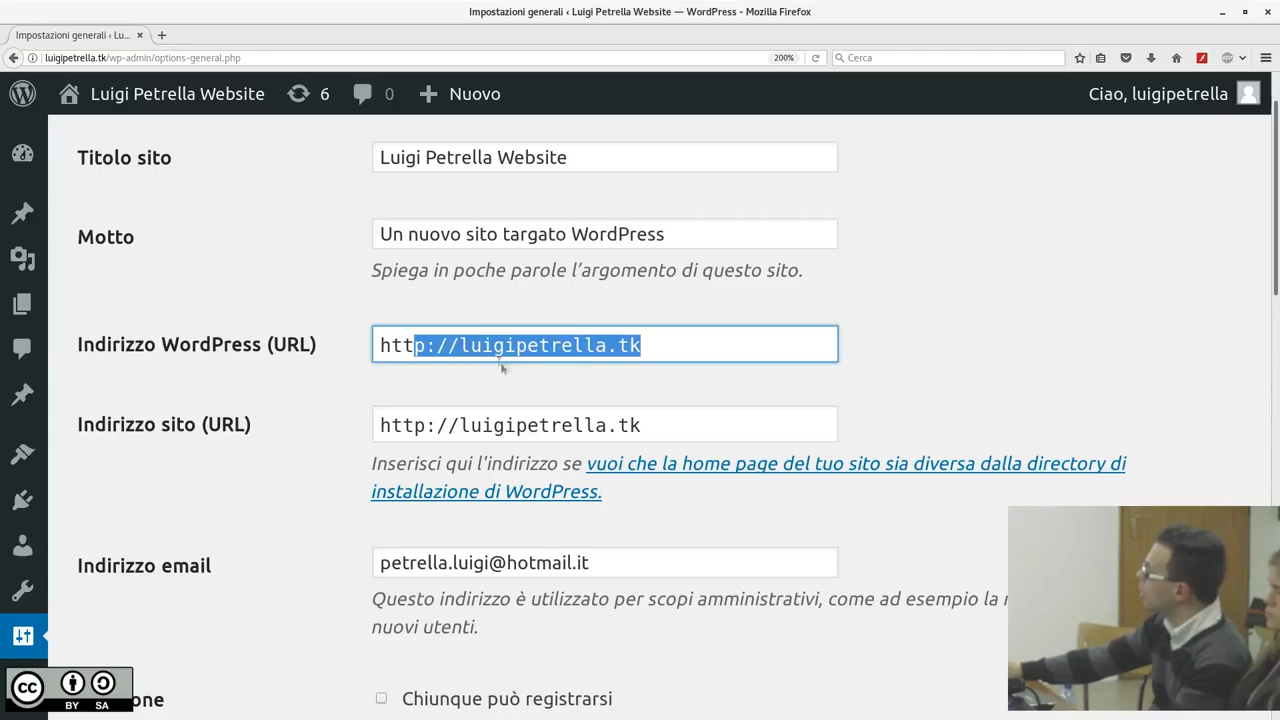 Impostazioni generali ‹ Luigi Petrella Website — WordPress - Mozilla Firefox
Impostazioni generali ‹ Lu...
luigipetrella.tk/wp-admin/options-general.php
200%
Cerca
Luigi Petrella Website
6
0
Nuovo
Ciao, luigipetrella
Titolo sito
Luigi Petrella Website
Motto
Un nuovo sito targato WordPress
Spiega in poche parole l’argomento di questo sito.
Indirizzo WordPress (URL)
http://luigipetrella.tk
Indirizzo sito (URL)
http://luigipetrella.tk
Inserisci qui l'indirizzo se vuoi che la home page del tuo sito sia diversa dalla directory di
installazione di WordPress.
Indirizzo email
petrella.luigi@hotmail.it
Questo indirizzo è utilizzato per scopi amministrativi, come ad esempio la
nuovi utenti.
one
Chiunque può registrarsi
cc
BY SA